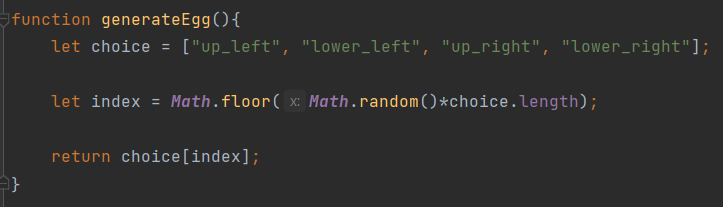 function generateEgg(){
let choice = ["up_left", "lower_left", "up_right", "lower_right"];
let index = Math.floor( x: Math.random()*choice.length);
return choice[index];
}